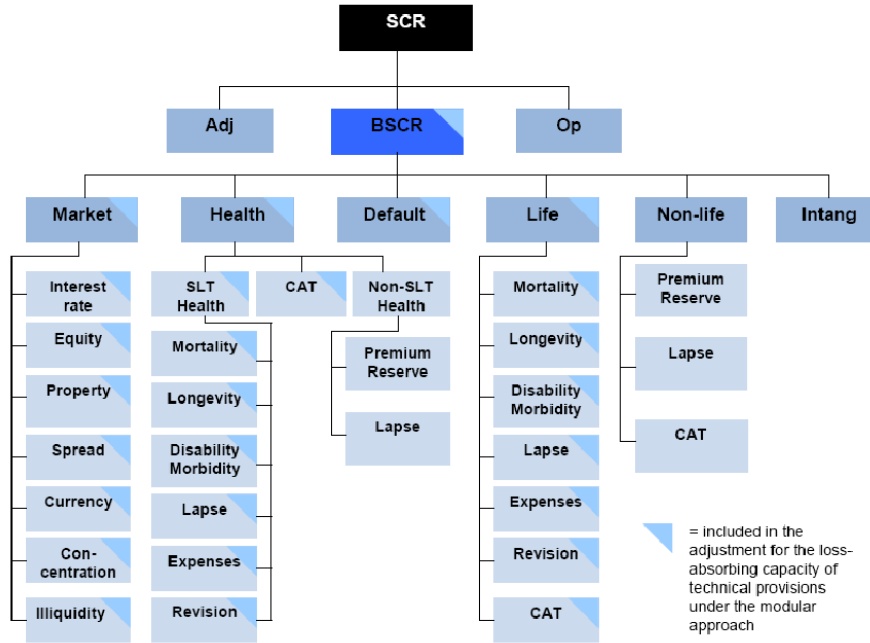 SCR
Adj
BSCR
Op
Market
Health
Default
Life
Non-life
Intang
Interest
rate
Equity
Property
Spread
Currency
Con-
centration
Illiquidity
SLT
Health
CAT
Non-SLT
Health
Mortality
Longevity
Disability
Morbidity
Lapse
Expenses
Revision
Premium
Reserve
Lapse
Mortality
Longevity
Disability
Morbidity
Lapse
Expenses
Revision
CAT
Premium
Reserve
Lapse
CAT
= included in the
adjustment for the loss-
absorbing capacity of
technical provisions
under the modular
approach